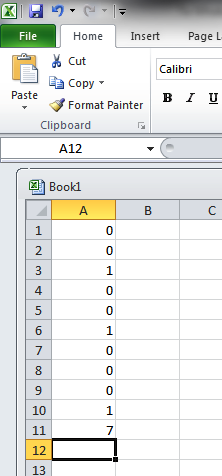 File Home Insert Page L
Cut
Copy
Paste
Format Painter
Clipboard
Calibri
B I U
A12
Book1
A B C
1 0
2 0
3 1
4 0
5 0
6 1
7 0
8 0
9 0
10 1
11 7
12
13